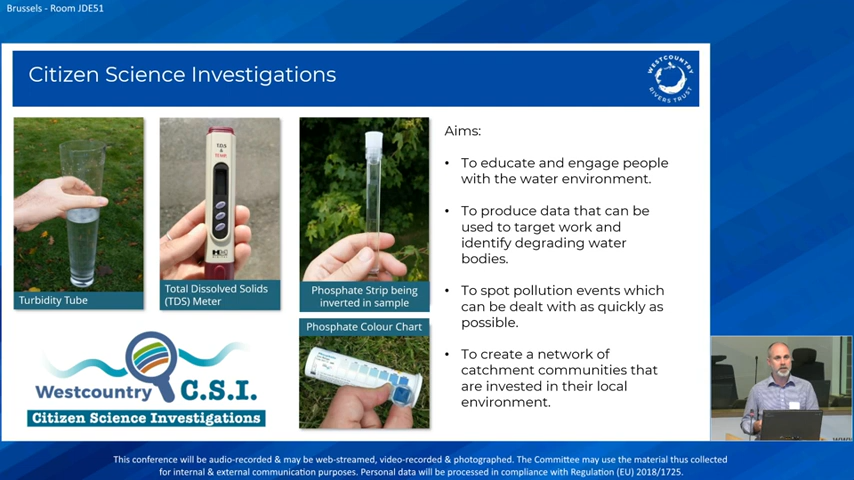 Brussels - Room JDE51
Citizen Science Investigations
WESTCOUNTRY
RIVERS TRUST
Aims:
• To educate and engage people
with the water environment.
• To produce data that can be
used to target work and
identify degrading water
bodies.
• To spot pollution events which
can be dealt with as quickly as
possible.
• To create a network of
catchment communities that
are invested in their local
environment.
TDS
&
TEMP
Turbidity Tube
Total Dissolved Solids
(TDS) Meter
Phosphate Strip being
inverted in sample
Phosphate Colour Chart
Westcountry C.S.I.
Citizen Science Investigations
This conference will be audio-recorded & may be web-streamed, video-recorded & photographed. The Committee may use the material thus collected
for internal & external communication purposes. Personal data will be processed in compliance with Regulation (EU) 2018/1725.